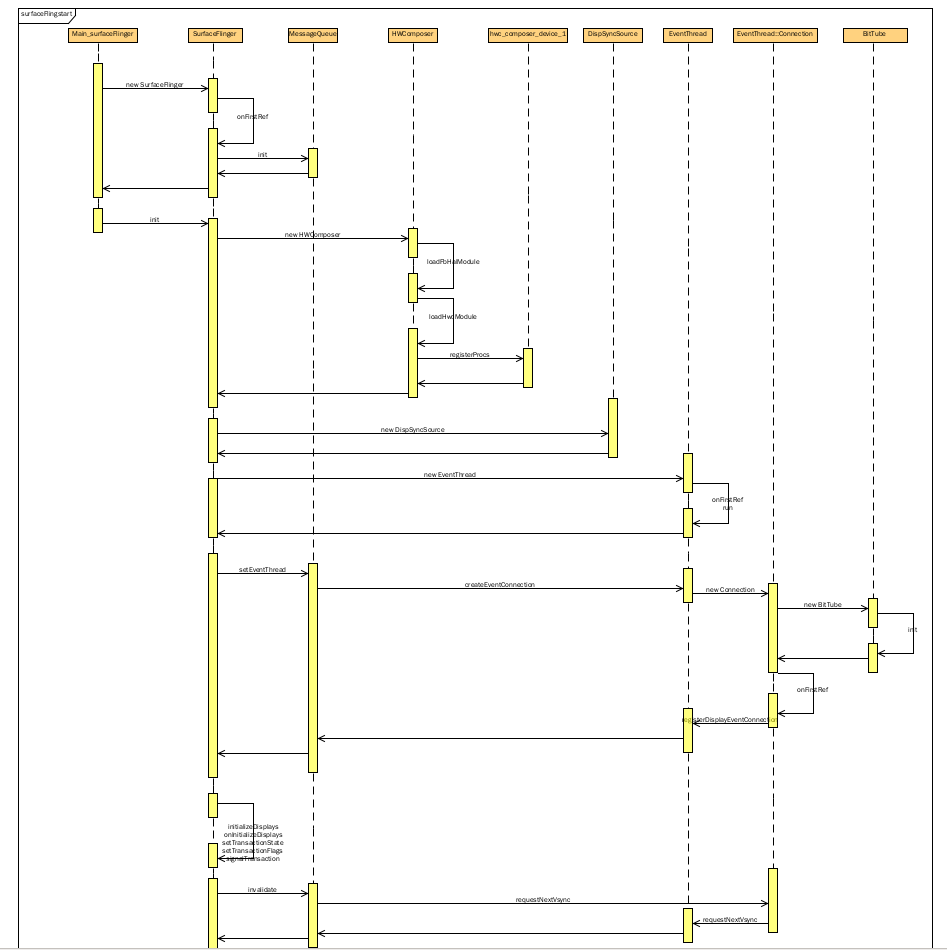 surfaceFlingstart
Main_surfaceFlinger
SurfaceFlinger
MessageQueue
HWComposer
hwc_composer_device_1
DispSyncSource
EventThread
EventThread::Connection
BitTube
new SurfaceFlinger
onFirstRef
init
init
new HWComposer
loadFbHalModule
loadHwcModule
registerProcs
new DispSyncSource
new EventThread
onFirstRef
run
setEventThread
createEventConnection
new Connection
new BitTube
init
onFirstRef
registerDisplayEventConnection
initializeDisplays
onInitializeDisplays
setTransactionState
setTransactionFlags
signalTransaction
invalidate
requestNextVsync
requestNextVsync